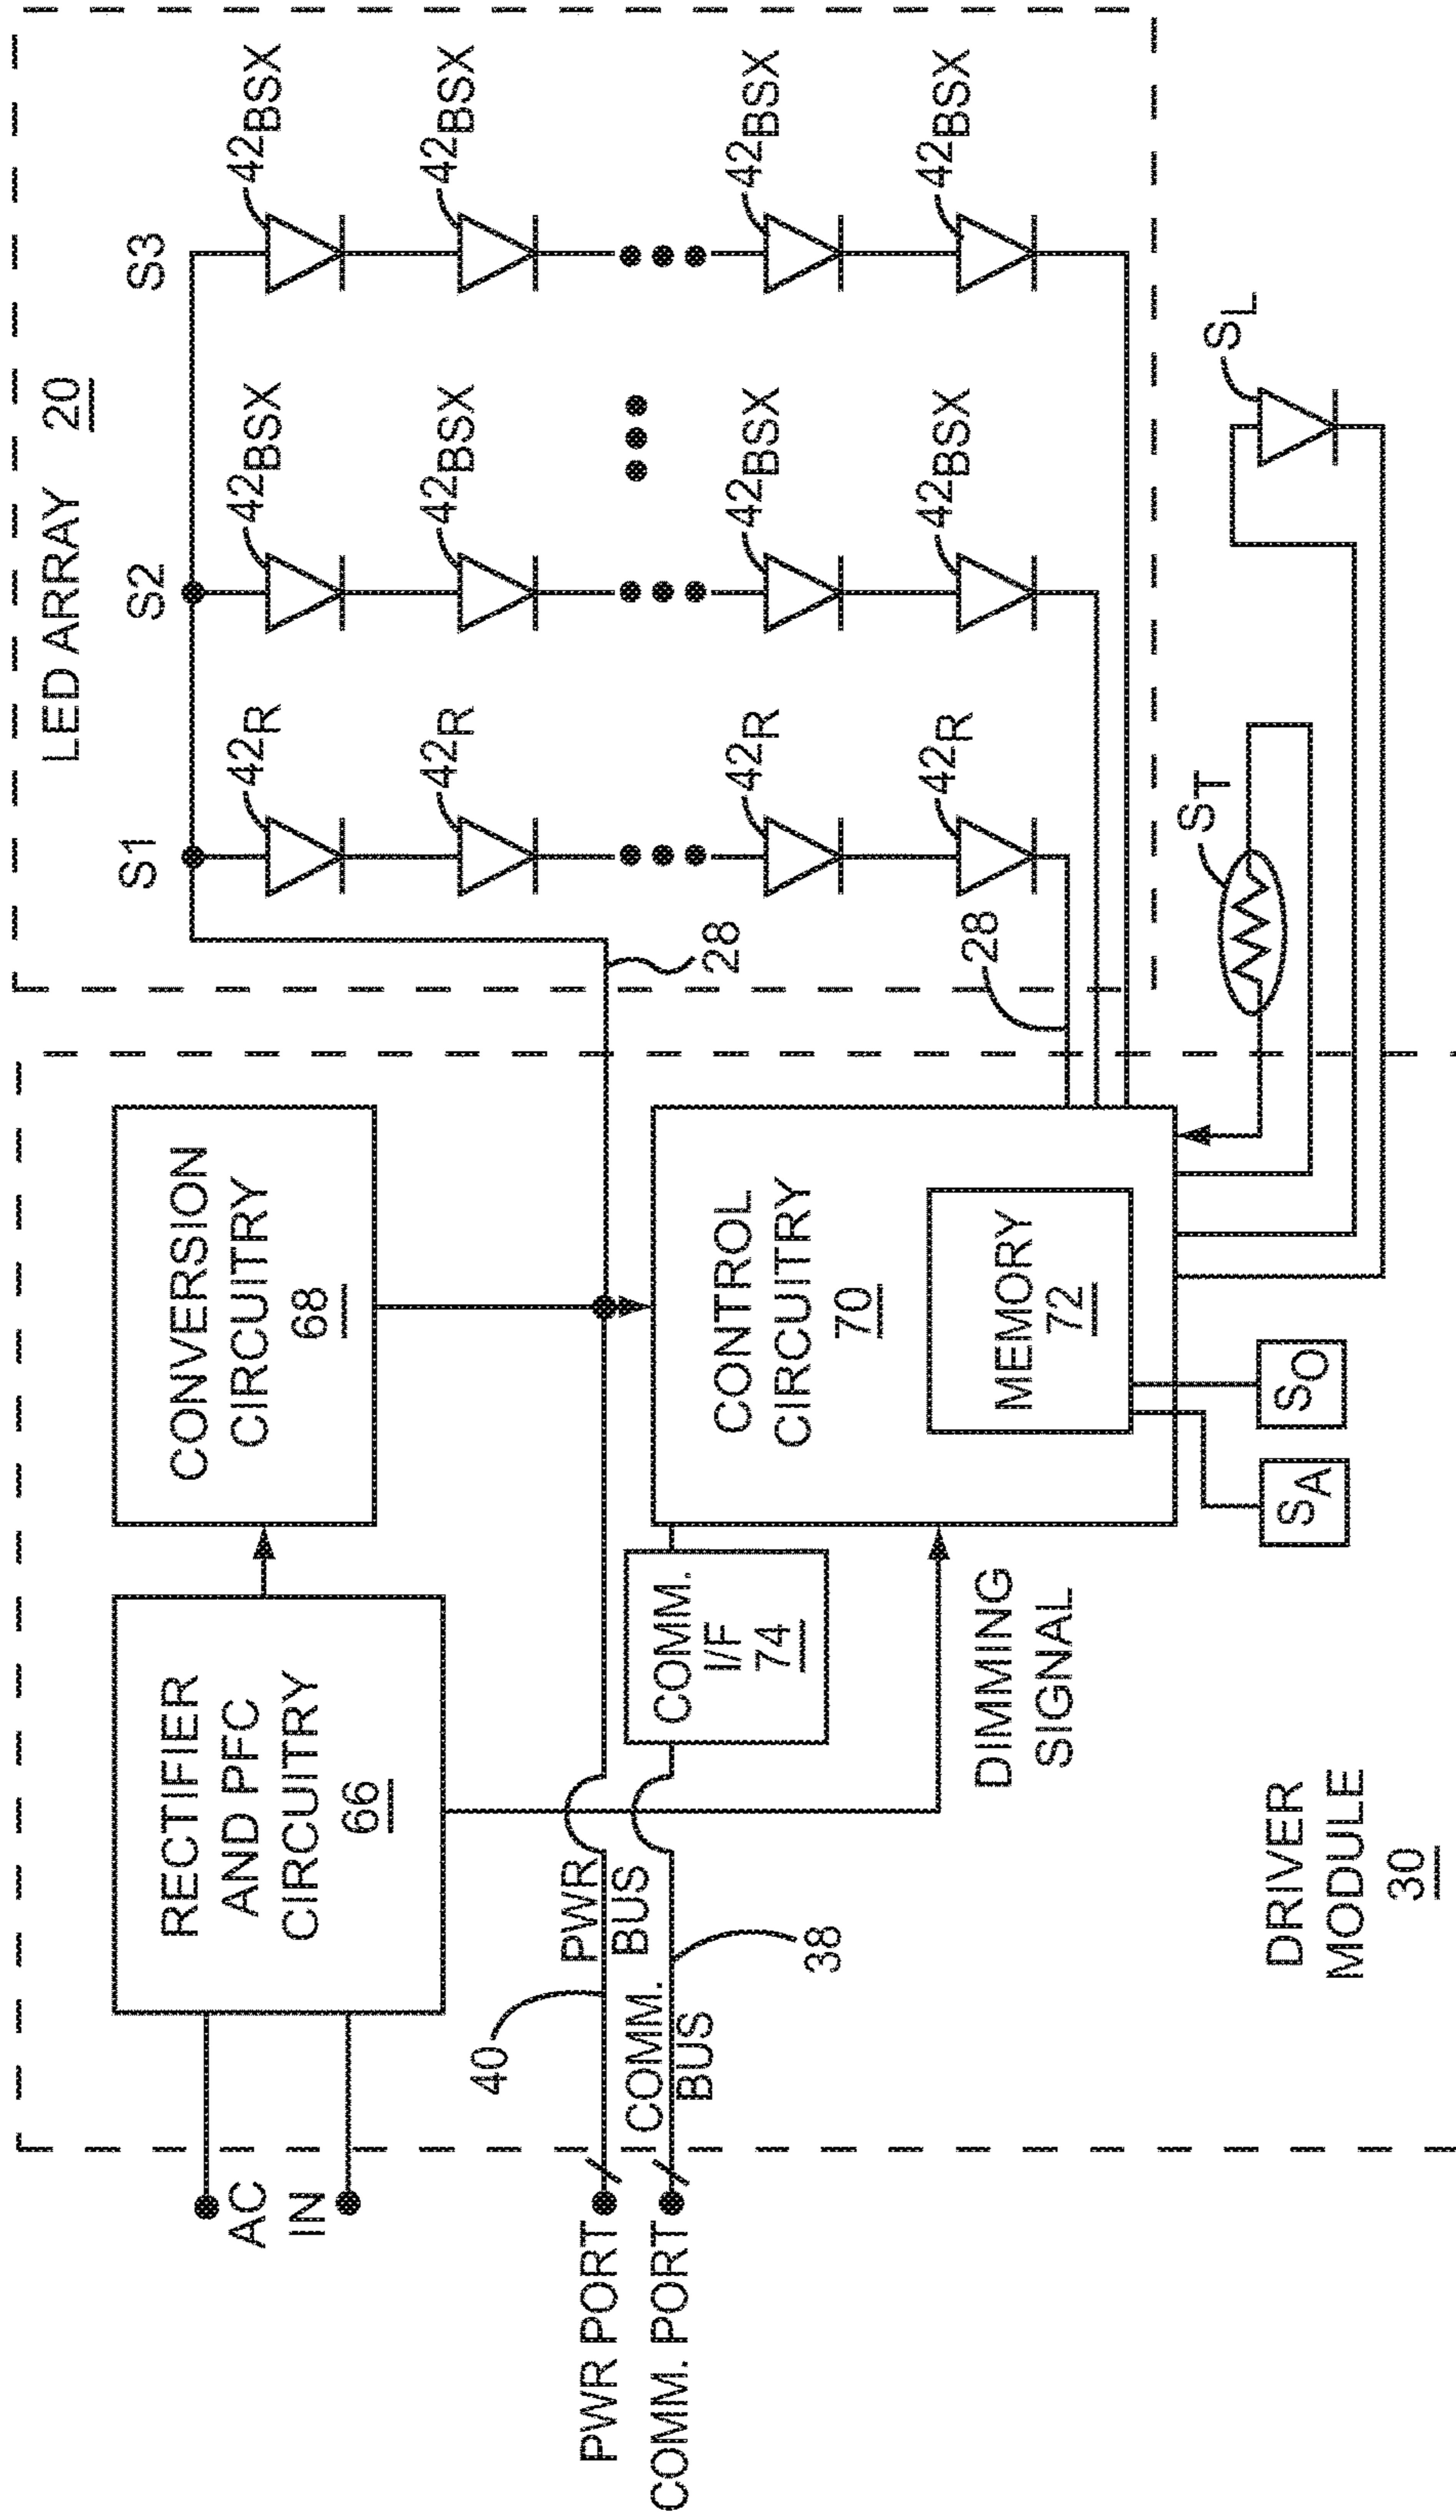 LED ARRAY 20
S1
S2
S3
42R
42BSX
42BSX
42R
42BSX
42BSX
42R
42BSX
42BSX
42R
42BSX
42BSX
28
28
ST
SL
AC
IN
RECTIFIER
AND PFC
CIRCUITRY
66
CONVERSION
CIRCUITRY
68
40
PWR
BUS
PWR PORT
COMM.
BUS
COMM. PORT
38
COMM.
I/F
74
CONTROL
CIRCUITRY
70
MEMORY
72
DIMMING
SIGNAL
SA
SO
DRIVER
MODULE
30